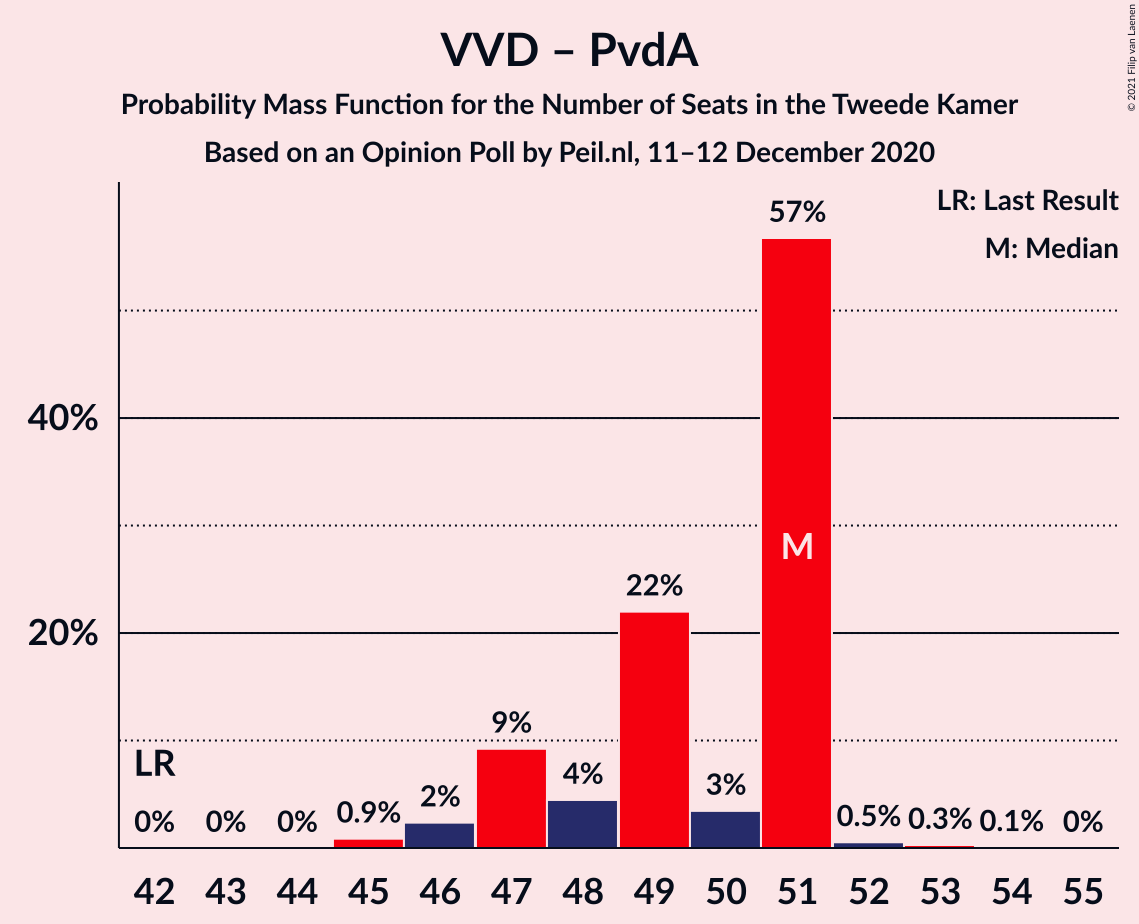 VVD – PvdA
Probability Mass Function for the Number of Seats in the Tweede Kamer
Based on an Opinion Poll by Peil.nl, 11–12 December 2020
© 2021 Filip van Laenen
LR: Last Result
M: Median
57%
40%
M
22%
20%
9%
LR
4%
3%
2%
0% 0% 0% 0.9% 0.5% 0.3% 0.1% 0%
42 43 44 45 46 47 48 49 50 51 52 53 54 55